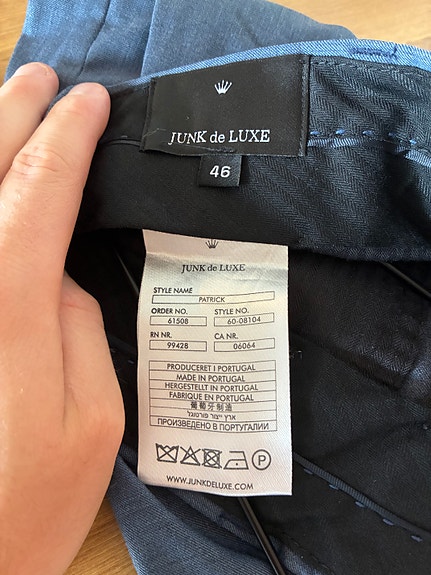 JUNK de LUXE
46
JUNK de LUXE
STYLE NAME
PATRICK
ORDER NO. STYLE NO.
61508 60-08104
RN NR. CA NR.
99428 06064
PRODUCERET I PORTUGAL
MADE IN PORTUGAL
HERGESTELLT IN PORTUGAL
FABRIQUE EN PORTUGAL
葡萄牙制造
ארץ ייצור פורטוגל
ПРОИЗВЕДЕНО В ПОРТУГАЛИИ
P
WWW.JUNKDELUXE.COM